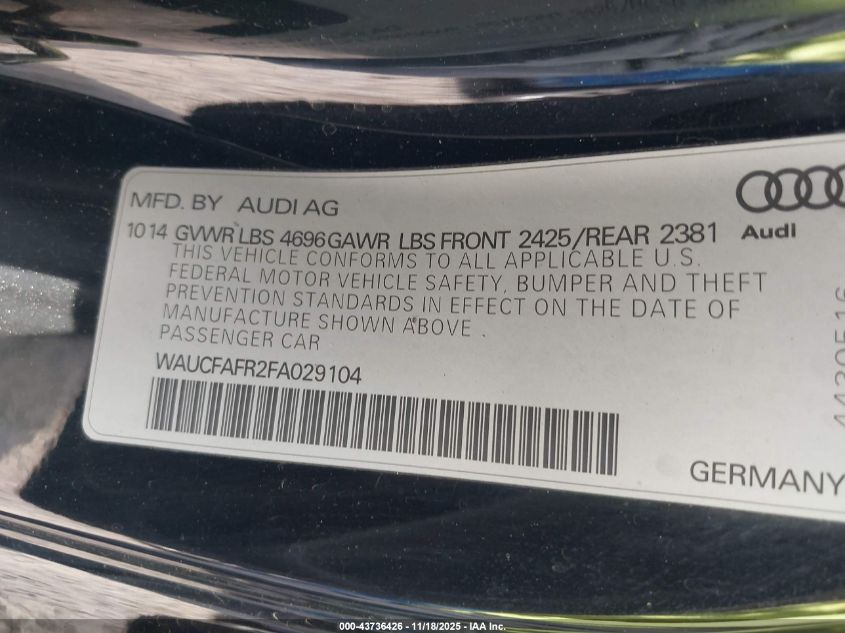 MFD. BY AUDI AG
Audi
1014 GVWR LBS 4696 GAWR LBS FRONT 2425/REAR 2381
THIS VEHICLE CONFORMS TO ALL APPLICABLE U.S.
FEDERAL MOTOR VEHICLE SAFETY, BUMPER AND THEFT
PREVENTION STANDARDS IN EFFECT ON THE DATE OF
MANUFACTURE SHOWN ABOVE.
PASSENGER CAR
WAUCFAFR2FA029104
GERMANY
000-43736426 - 11/18/2025 - IAA Inc.